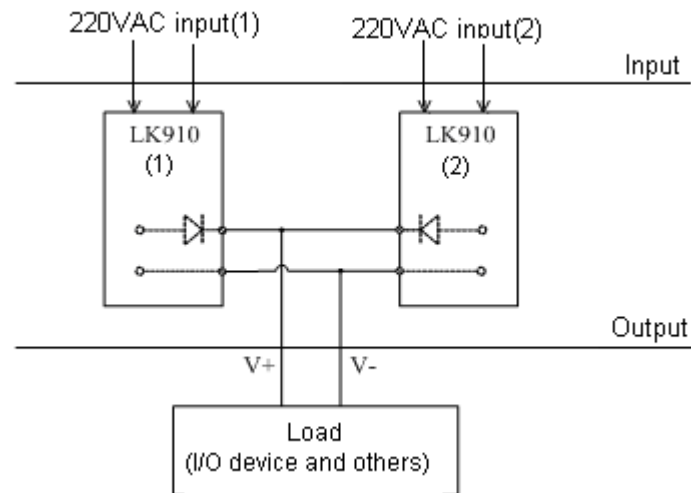 220VAC input(1)
220VAC input(2)
Input
LK910
(1)
LK910
(2)
Output
V+
V-
Load
(I/O device and others)